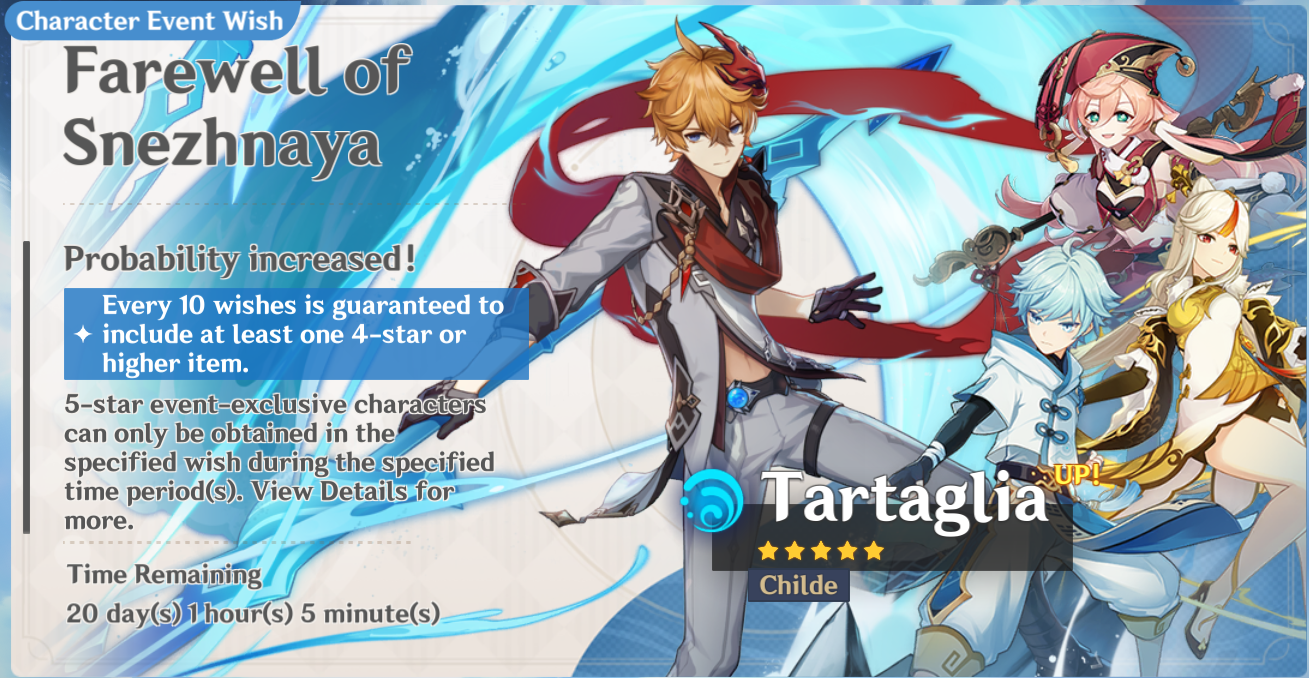 Character Event Wish
Farewell of
Snezhnaya
Probability increased!
Every 10 wishes is guaranteed to
include at least one 4-star or
higher item.
5-star event-exclusive characters
can only be obtained in the
specified wish during the specified
time period(s). View Details for
more.
Time Remaining
20 day(s) 1 hour(s) 5 minute(s)
UP!
Tartaglia
Childe